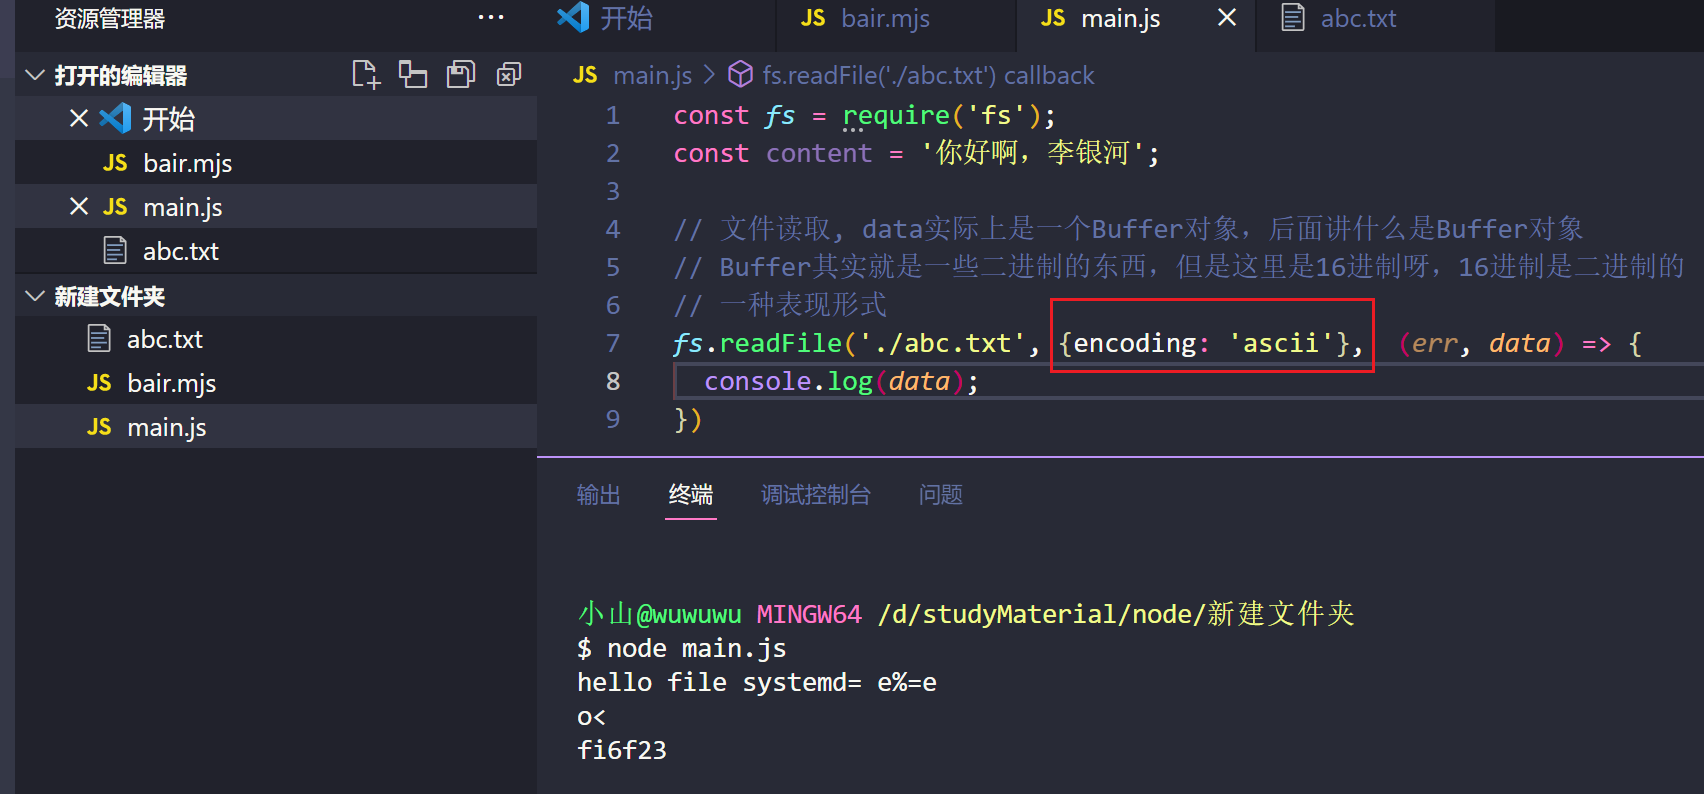 资源管理器 ···
打开的编辑器
开始
JS bair.mjs
JS main.js
abc.txt
新建文件夹
abc.txt
JS bair.mjs
JS main.js
开始 JS bair.mjs JS main.js abc.txt
JS main.js > fs.readFile('./abc.txt') callback
1 const fs = require('fs');
2 const content = '你好啊，李银河';
3
4 // 文件读取, data实际上是一个Buffer对象，后面讲什么是Buffer对象
5 // Buffer其实就是一些二进制的东西，但是这里是16进制呀，16进制是二进制的
6 // 一种表现形式
7 fs.readFile('./abc.txt', {encoding: 'ascii'}, (err, data) => {
8 console.log(data);
9 })
输出 终端 调试控制台 问题
小山@wuwuwu MINGW64 /d/studyMaterial/node/新建文件夹
$ node main.js
hello file systemd= e%=e
o<
fi6f23